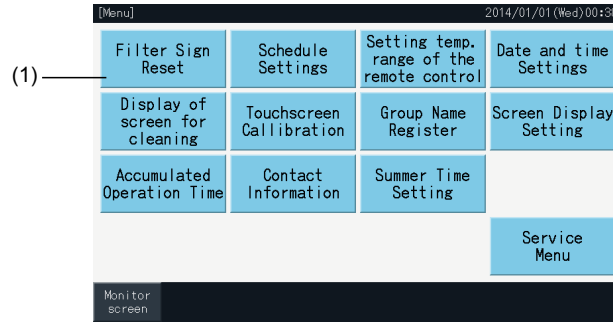 [Menu] 2014/01/01(Wed)00:38
Filter Sign
Reset
Schedule
Settings
Setting temp.
range of the
remote control
Date and time
Settings
(1)
Display of
screen for
cleaning
Touchscreen
Callibration
Group Name
Register
Screen Display
Setting
Accumulated
Operation Time
Contact
Information
Summer Time
Setting
Service
Menu
Monitor
screen